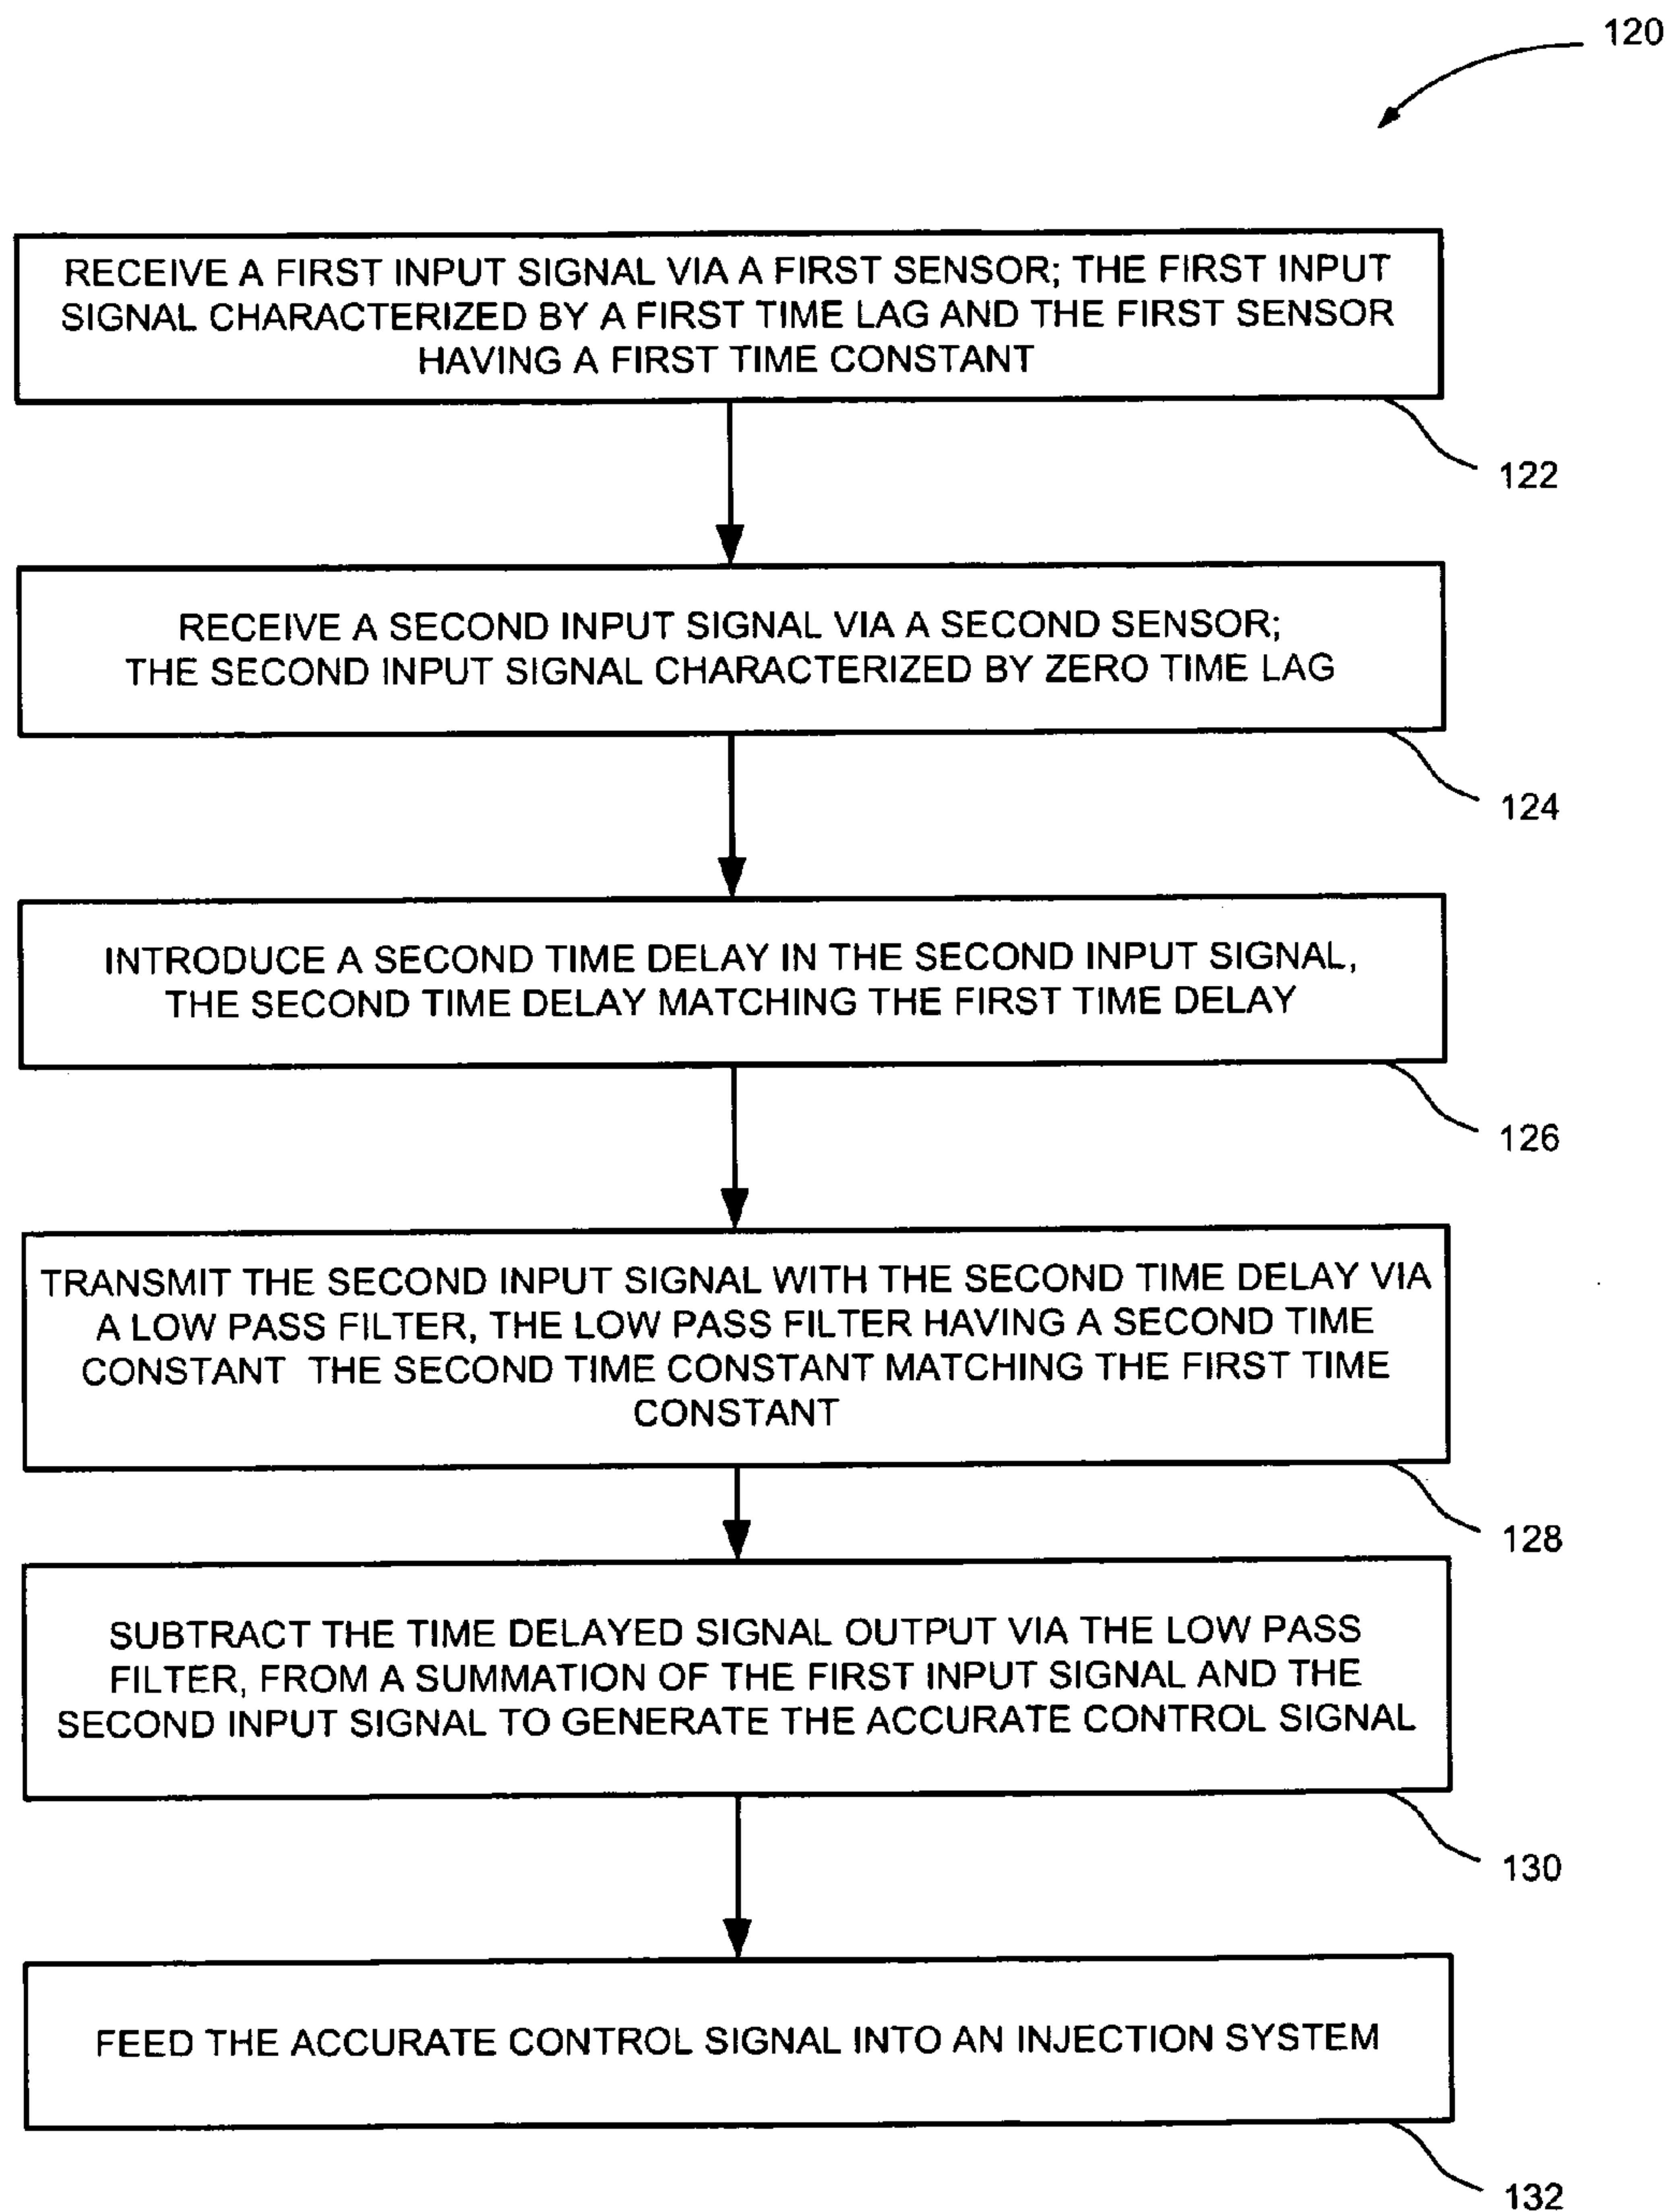 120
RECEIVE A FIRST INPUT SIGNAL VIA A FIRST SENSOR; THE FIRST INPUT
SIGNAL CHARACTERIZED BY A FIRST TIME LAG AND THE FIRST SENSOR
HAVING A FIRST TIME CONSTANT
122
RECEIVE A SECOND INPUT SIGNAL VIA A SECOND SENSOR;
THE SECOND INPUT SIGNAL CHARACTERIZED BY ZERO TIME LAG
124
INTRODUCE A SECOND TIME DELAY IN THE SECOND INPUT SIGNAL,
THE SECOND TIME DELAY MATCHING THE FIRST TIME DELAY
126
TRANSMIT THE SECOND INPUT SIGNAL WITH THE SECOND TIME DELAY VIA
A LOW PASS FILTER, THE LOW PASS FILTER HAVING A SECOND TIME
CONSTANT THE SECOND TIME CONSTANT MATCHING THE FIRST TIME
CONSTANT
128
SUBTRACT THE TIME DELAYED SIGNAL OUTPUT VIA THE LOW PASS
FILTER, FROM A SUMMATION OF THE FIRST INPUT SIGNAL AND THE
SECOND INPUT SIGNAL TO GENERATE THE ACCURATE CONTROL SIGNAL
130
FEED THE ACCURATE CONTROL SIGNAL INTO AN INJECTION SYSTEM
132